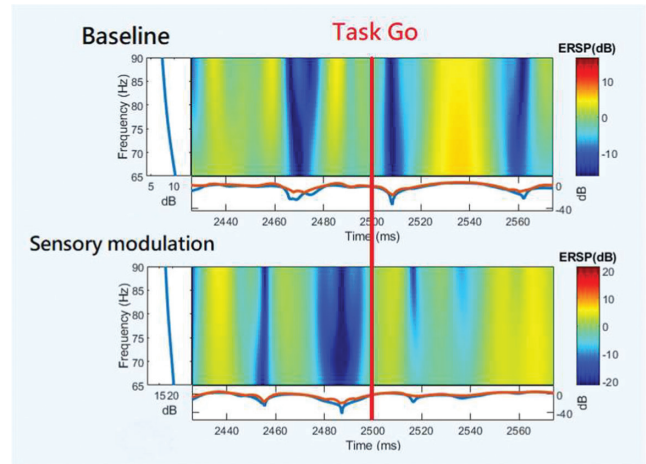 Baseline
Task Go
ERSP(dB)
90
85
80
75
70
65
Frequency (Hz)
5 10
dB
10
0
-10
0
-40
dB
2440 2460 2480 2500 2520 2540 2560
Time (ms)
Sensory modulation
ERSP(dB)
90
85
80
75
70
65
Frequency (Hz)
15 20
dB
20
10
0
-10
-20
0
-40
dB
2440 2460 2480 2500 2520 2540 2560
Time (ms)